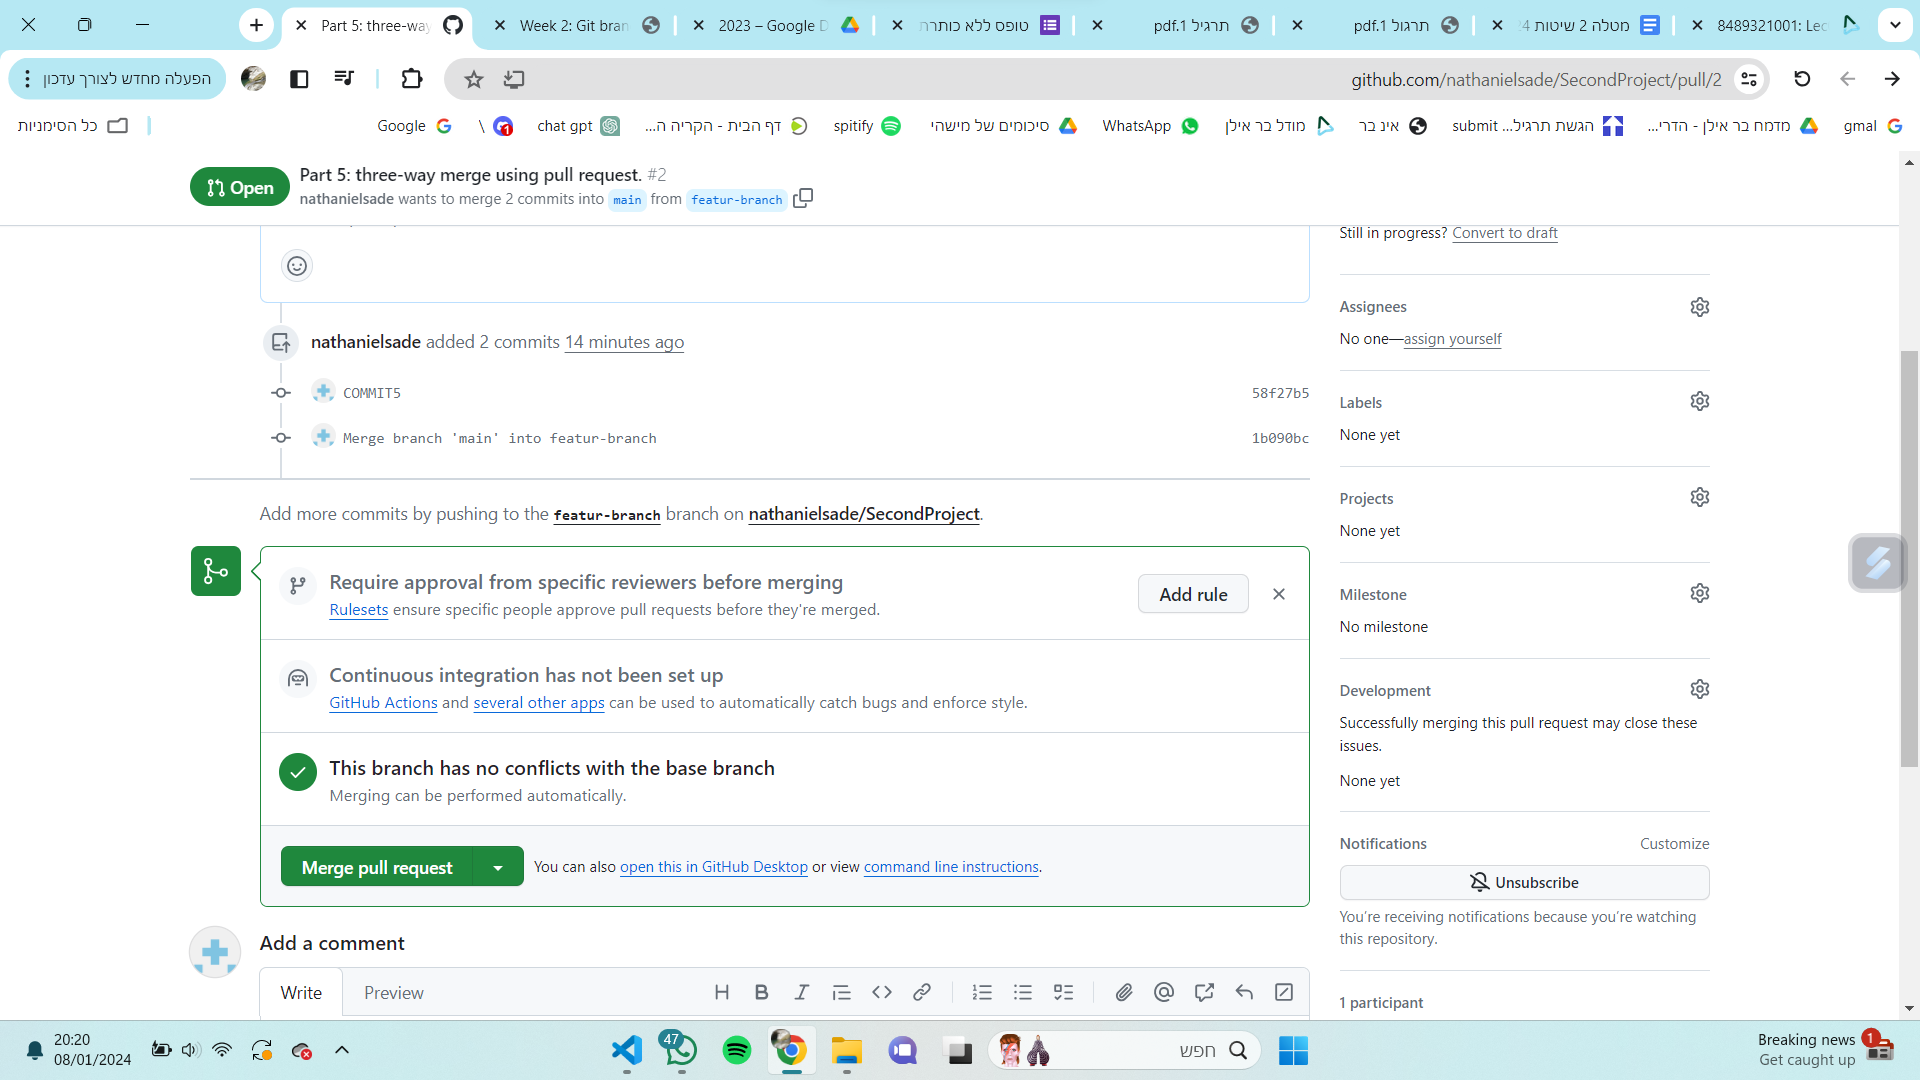 Part 5: three-way
Week 2: Git bran
2023 – Google D
טופס ללא כותרת
תרגיל 1.pdf
תרגול 1.pdf
מטלה 2 שיטות
8489321001: Lec
הפעלה מחדש לצורך עדכון
github.com/nathanielsade/SecondProject/pull/2
כל הסימניות
Google
\
chat gpt
דף הבית - הקריה ה...
spitify
סיכומים של מישהי
WhatsApp
מודל בר אילן
אינ בר
submit הגשת תרגיל...
מדמח בר אילן - הדרי...
gmal
Open
Part 5: three-way merge using pull request. #2
nathanielsade wants to merge 2 commits into main from featur-branch
Still in progress? Convert to draft
nathanielsade added 2 commits 14 minutes ago
COMMIT5 58f27b5
Merge branch 'main' into featur-branch 1b090bc
Add more commits by pushing to the featur-branch branch on nathanielsade/SecondProject.
Require approval from specific reviewers before merging
Rulesets ensure specific people approve pull requests before they're merged.
Add rule
Continuous integration has not been set up
GitHub Actions and several other apps can be used to automatically catch bugs and enforce style.
This branch has no conflicts with the base branch
Merging can be performed automatically.
Merge pull request
You can also open this in GitHub Desktop or view command line instructions.
Add a comment
Write
Preview
Assignees
No one—assign yourself
Labels
None yet
Projects
None yet
Milestone
No milestone
Development
Successfully merging this pull request may close these
issues.
None yet
Notifications
Customize
Unsubscribe
You're receiving notifications because you're watching
this repository.
1 participant
20:20
08/01/2024
47
חפש
Breaking news
Get caught up
1